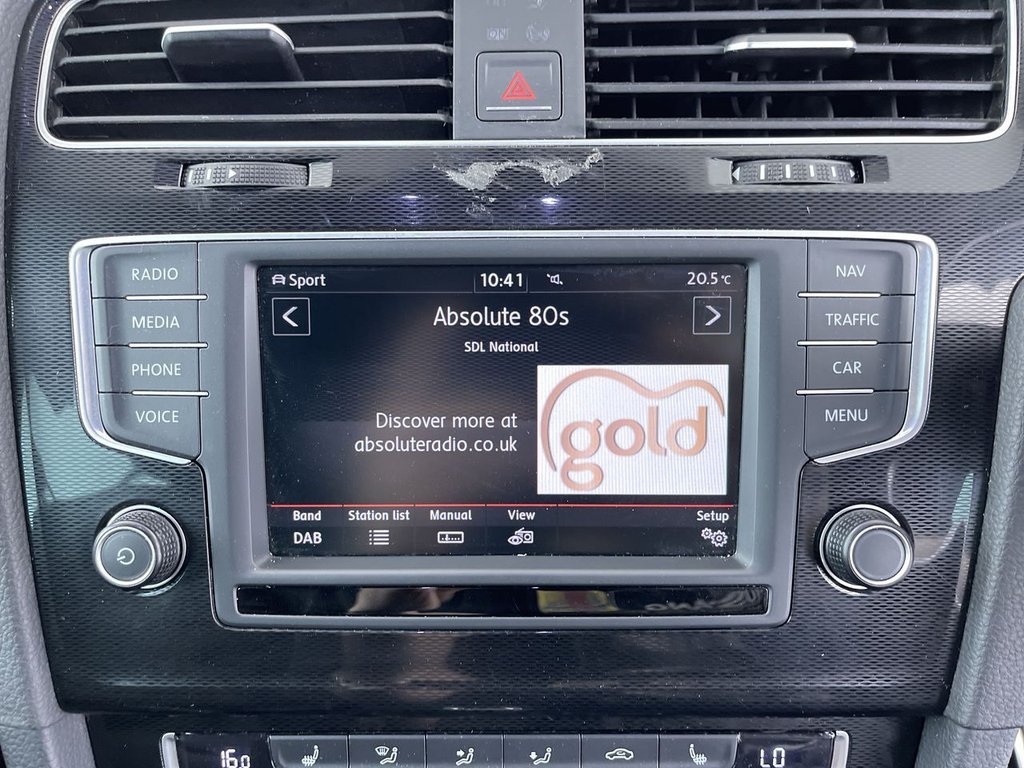 RADIO
MEDIA
PHONE
VOICE
Sport 10:41 20.5°C
Absolute 80s
SDL National
Discover more at
absoluteradio.co.uk
gold
Band Station list Manual View Setup
DAB
NAV
TRAFFIC
CAR
MENU
16.0 LO